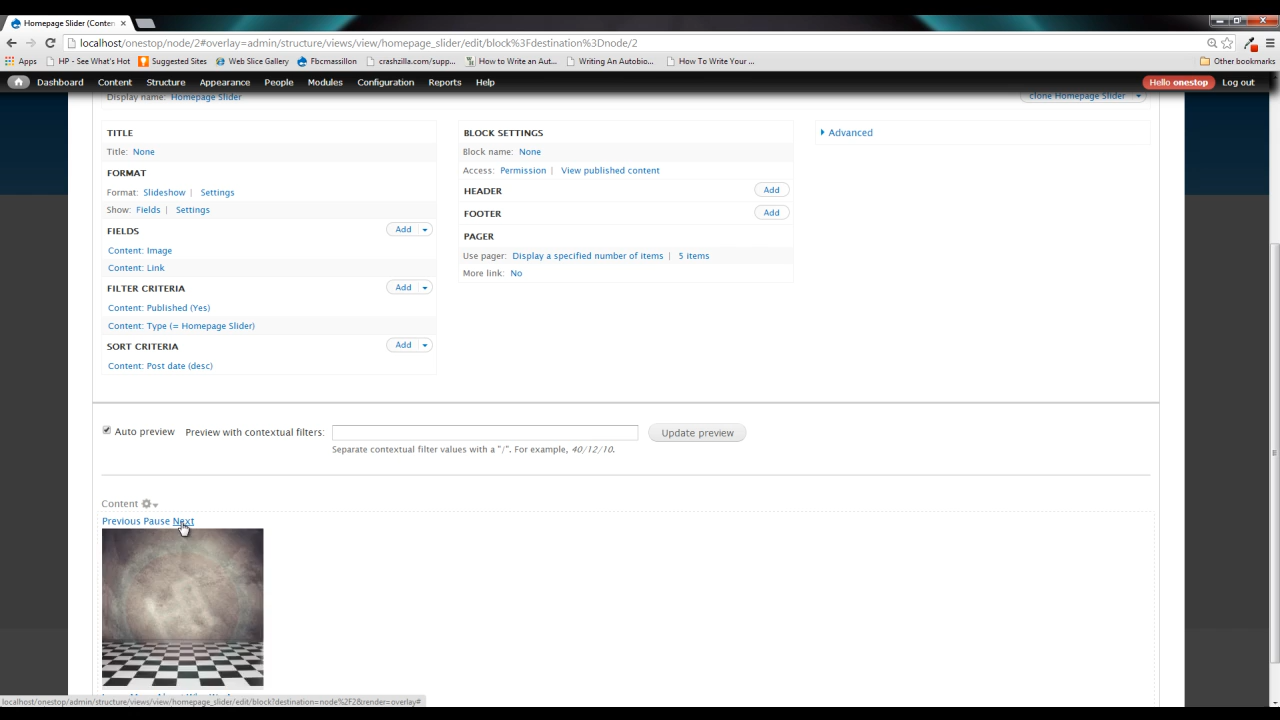 Homepage Slider (Conten ×
localhost/onestop/node/2#overlay=admin/structure/views/view/homepage_slider/edit/block%3Fdestination%3Dnode/2
Apps HP - See What's Hot Suggested Sites Web Slice Gallery Fbcmassillon crashzilla.com/supp... How to Write an Aut... Writing An Autobio... How To Write Your ... Other bookmarks
Dashboard Content Structure Appearance People Modules Configuration Reports Help Hello onestop Log out
Display name: Homepage Slider clone Homepage Slider
TITLE
Title: None
FORMAT
Format: Slideshow | Settings
Show: Fields | Settings
FIELDS Add
Content: Image
Content: Link
FILTER CRITERIA Add
Content: Published (Yes)
Content: Type (= Homepage Slider)
SORT CRITERIA Add
Content: Post date (desc)
BLOCK SETTINGS
Block name: None
Access: Permission | View published content
HEADER Add
FOOTER Add
PAGER
Use pager: Display a specified number of items | 5 items
More link: No
Advanced
Auto preview Preview with contextual filters: Update preview
Separate contextual filter values with a "/". For example, 40/12/10.
Content
Previous Pause Next
localhost/onestop/admin/structure/views/view/homepage_slider/edit/block?destination=node%2F2&render=overlay#